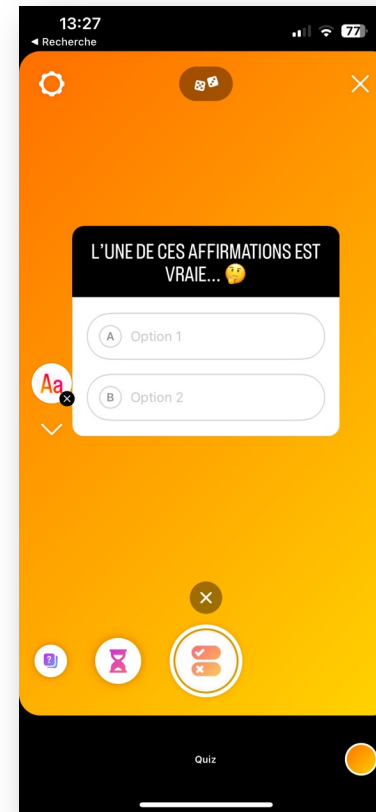 13:27
◀ Recherche
77
L'UNE DE CES AFFIRMATIONS EST
VRAIE... 🤔
A Option 1
Aa
B Option 2
?
Quiz